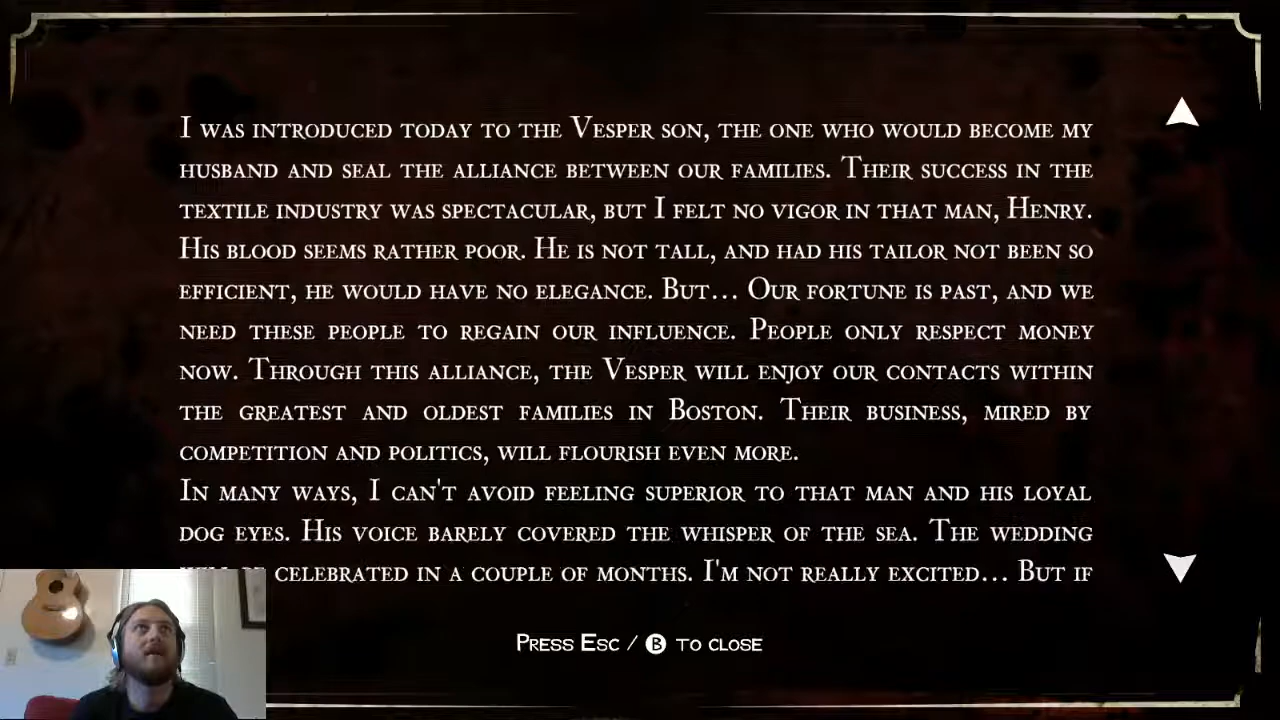 I was introduced today to the Vesper son, the one who would become my
husband and seal the alliance between our families. Their success in the
textile industry was spectacular, but I felt no vigor in that man, Henry.
His blood seems rather poor. He is not tall, and had his tailor not been so
efficient, he would have no elegance. But... Our fortune is past, and we
need these people to regain our influence. People only respect money
now. Through this alliance, the Vesper will enjoy our contacts within
the greatest and oldest families in Boston. Their business, mired by
competition and politics, will flourish even more.
In many ways, I can't avoid feeling superior to that man and his loyal
dog eyes. His voice barely covered the whisper of the sea. The wedding
celebrated in a couple of months. I'm not really excited... But if
Press Esc / B to close